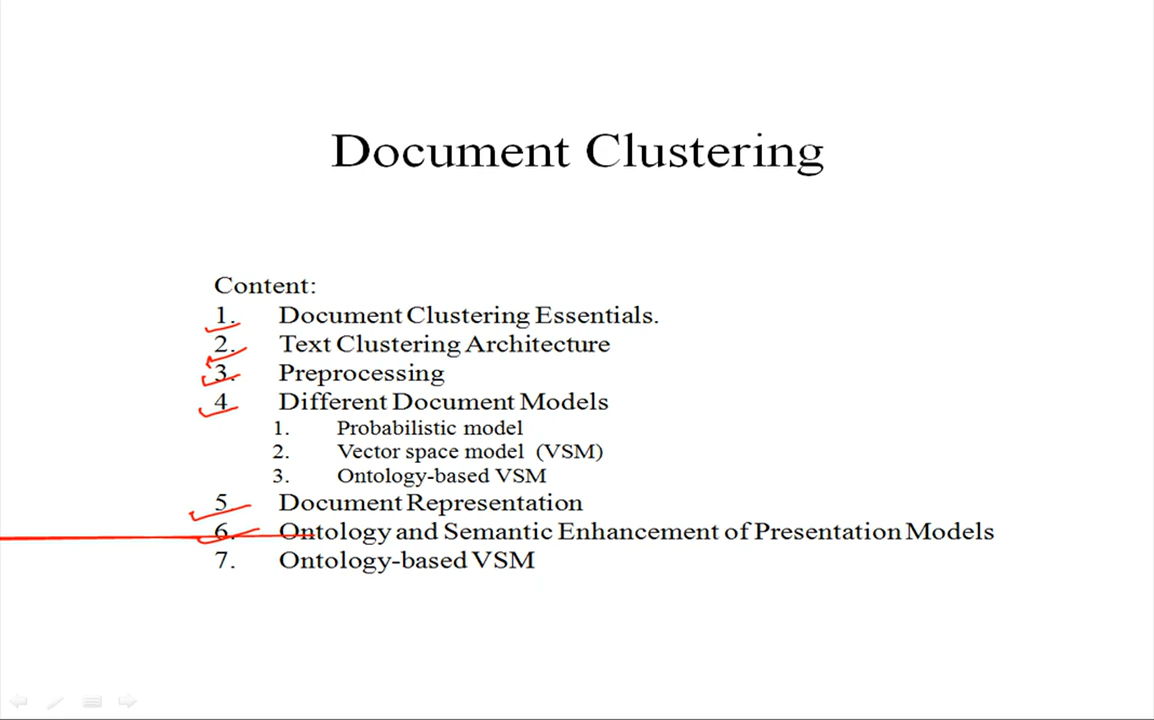 Document Clustering
Content:
1. Document Clustering Essentials.
2. Text Clustering Architecture
3. Preprocessing
4 Different Document Models
1. Probabilistic model
2. Vector space model (VSM)
3. Ontology-based VSM
5 Document Representation
6. Ontology and Semantic Enhancement of Presentation Models
7. Ontology-based VSM